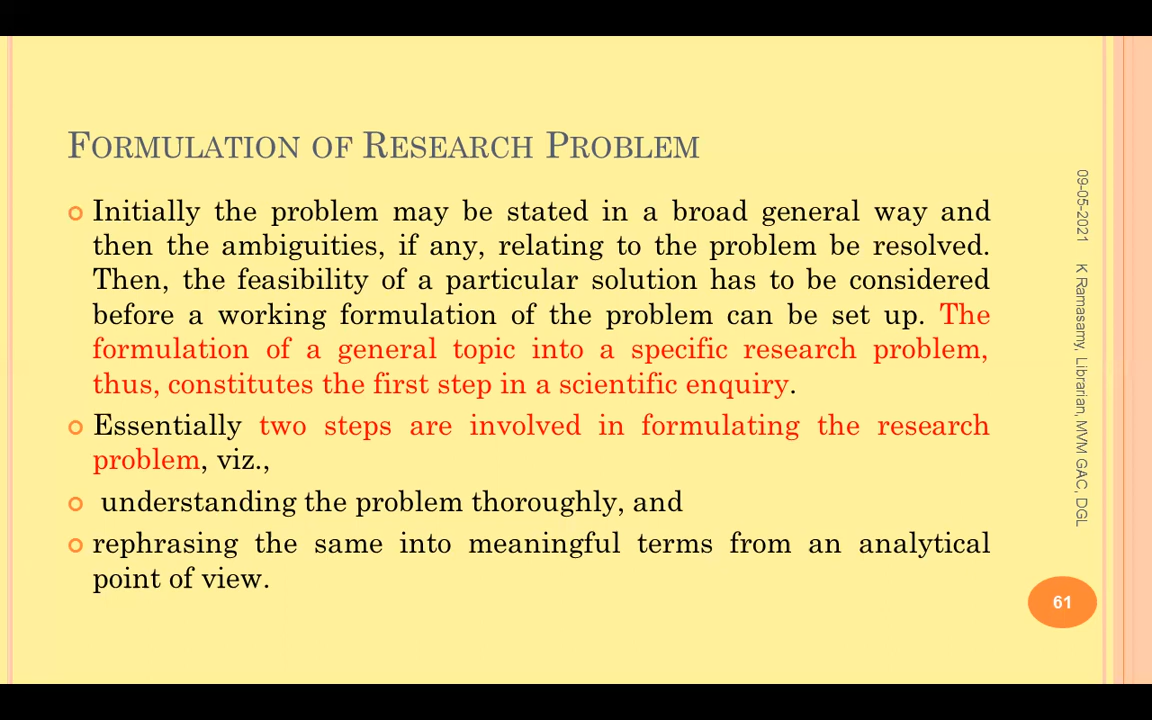 FORMULATION OF RESEARCH PROBLEM
Initially the problem may be stated in a broad general way and
then the ambiguities, if any, relating to the problem be resolved.
Then, the feasibility of a particular solution has to be considered
before a working formulation of the problem can be set up. The
formulation of a general topic into a specific research problem,
thus, constitutes the first step in a scientific enquiry.
Essentially two steps are involved in formulating the research
problem, viz.,
understanding the problem thoroughly, and
rephrasing the same into meaningful terms from an analytical
point of view.
09-05-2021 K Ramasamy, Librarian, MVM GAC, DGL
61